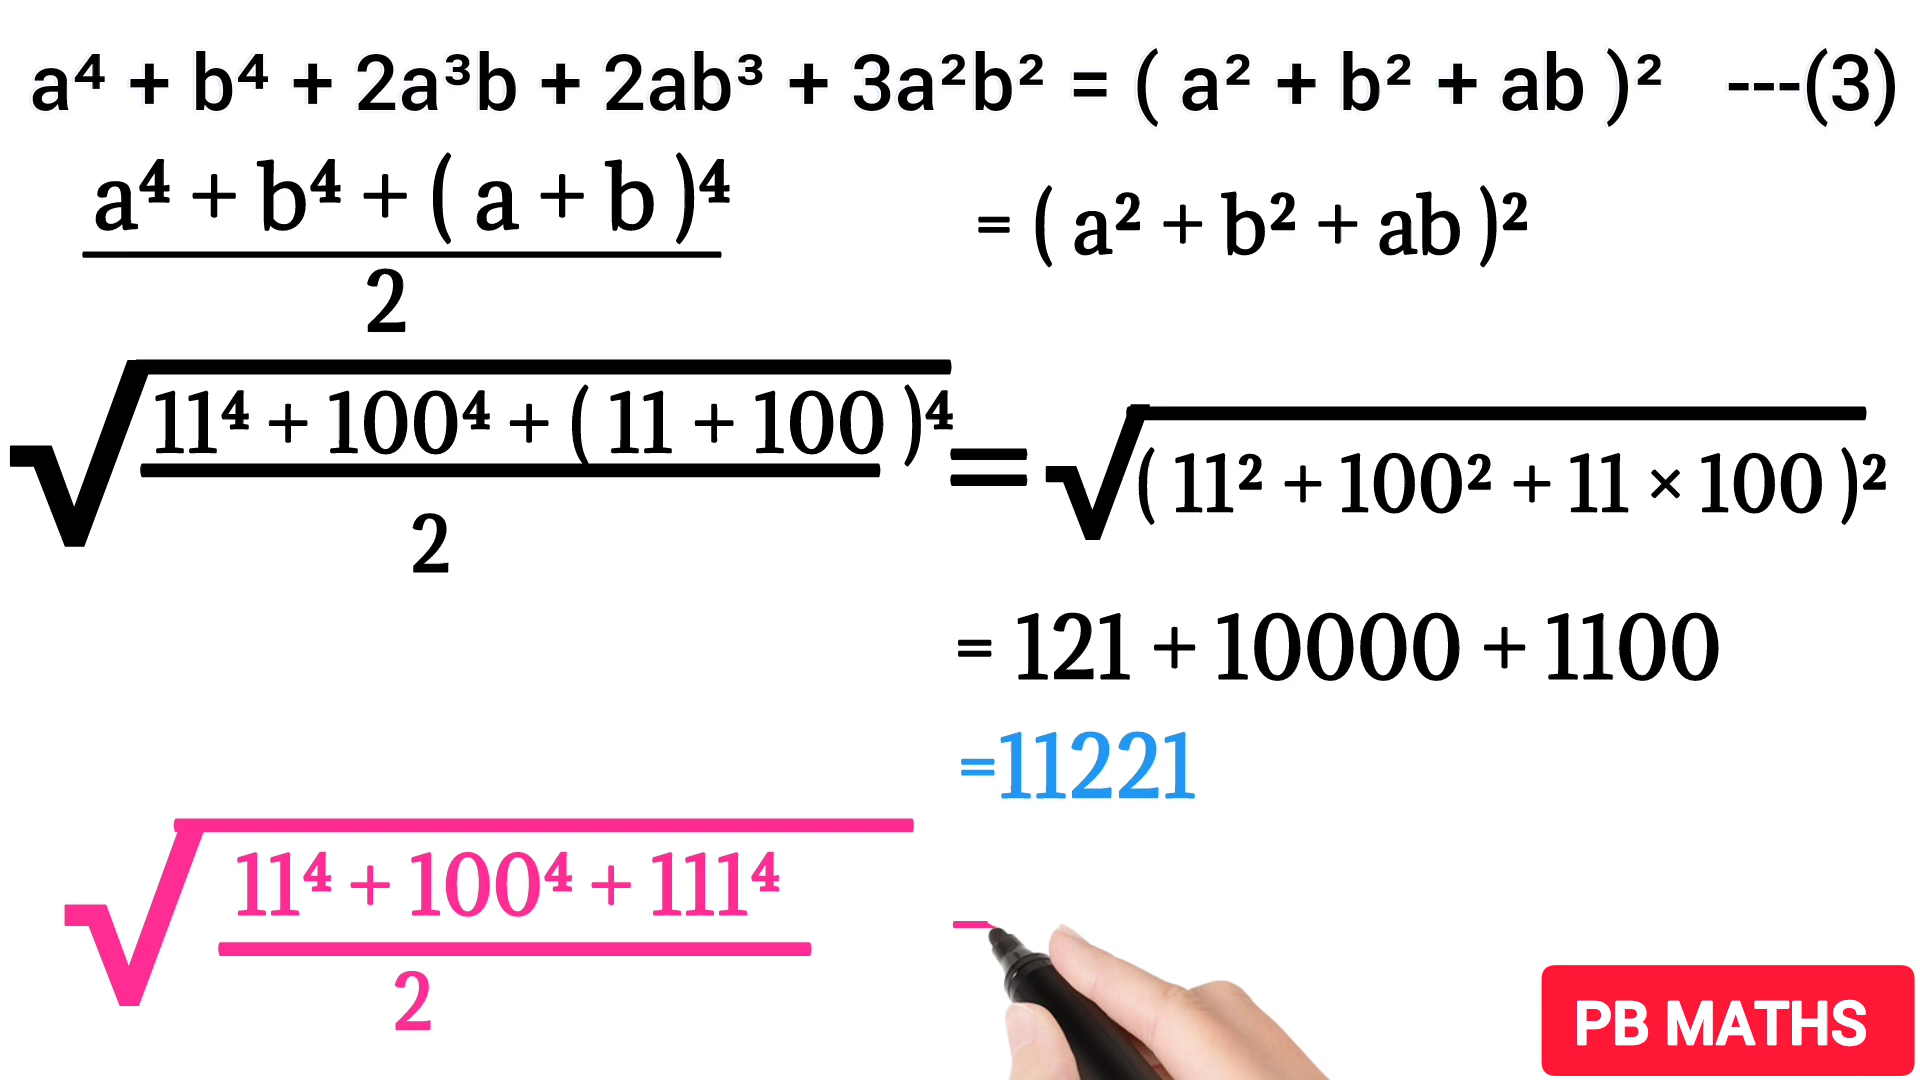 a⁴ + b⁴ + 2a³b + 2ab³ + 3a²b² = ( a² + b² + ab )² ---(3)
a⁴ + b⁴ + ( a + b )⁴
2
= ( a² + b² + ab )²
√ 11⁴ + 100⁴ + ( 11 + 100 )⁴
2
= √ ( 11² + 100² + 11 × 100 )²
= 121 + 10000 + 1100
=11221
√ 11⁴ + 100⁴ + 111⁴
2
PB MATHS